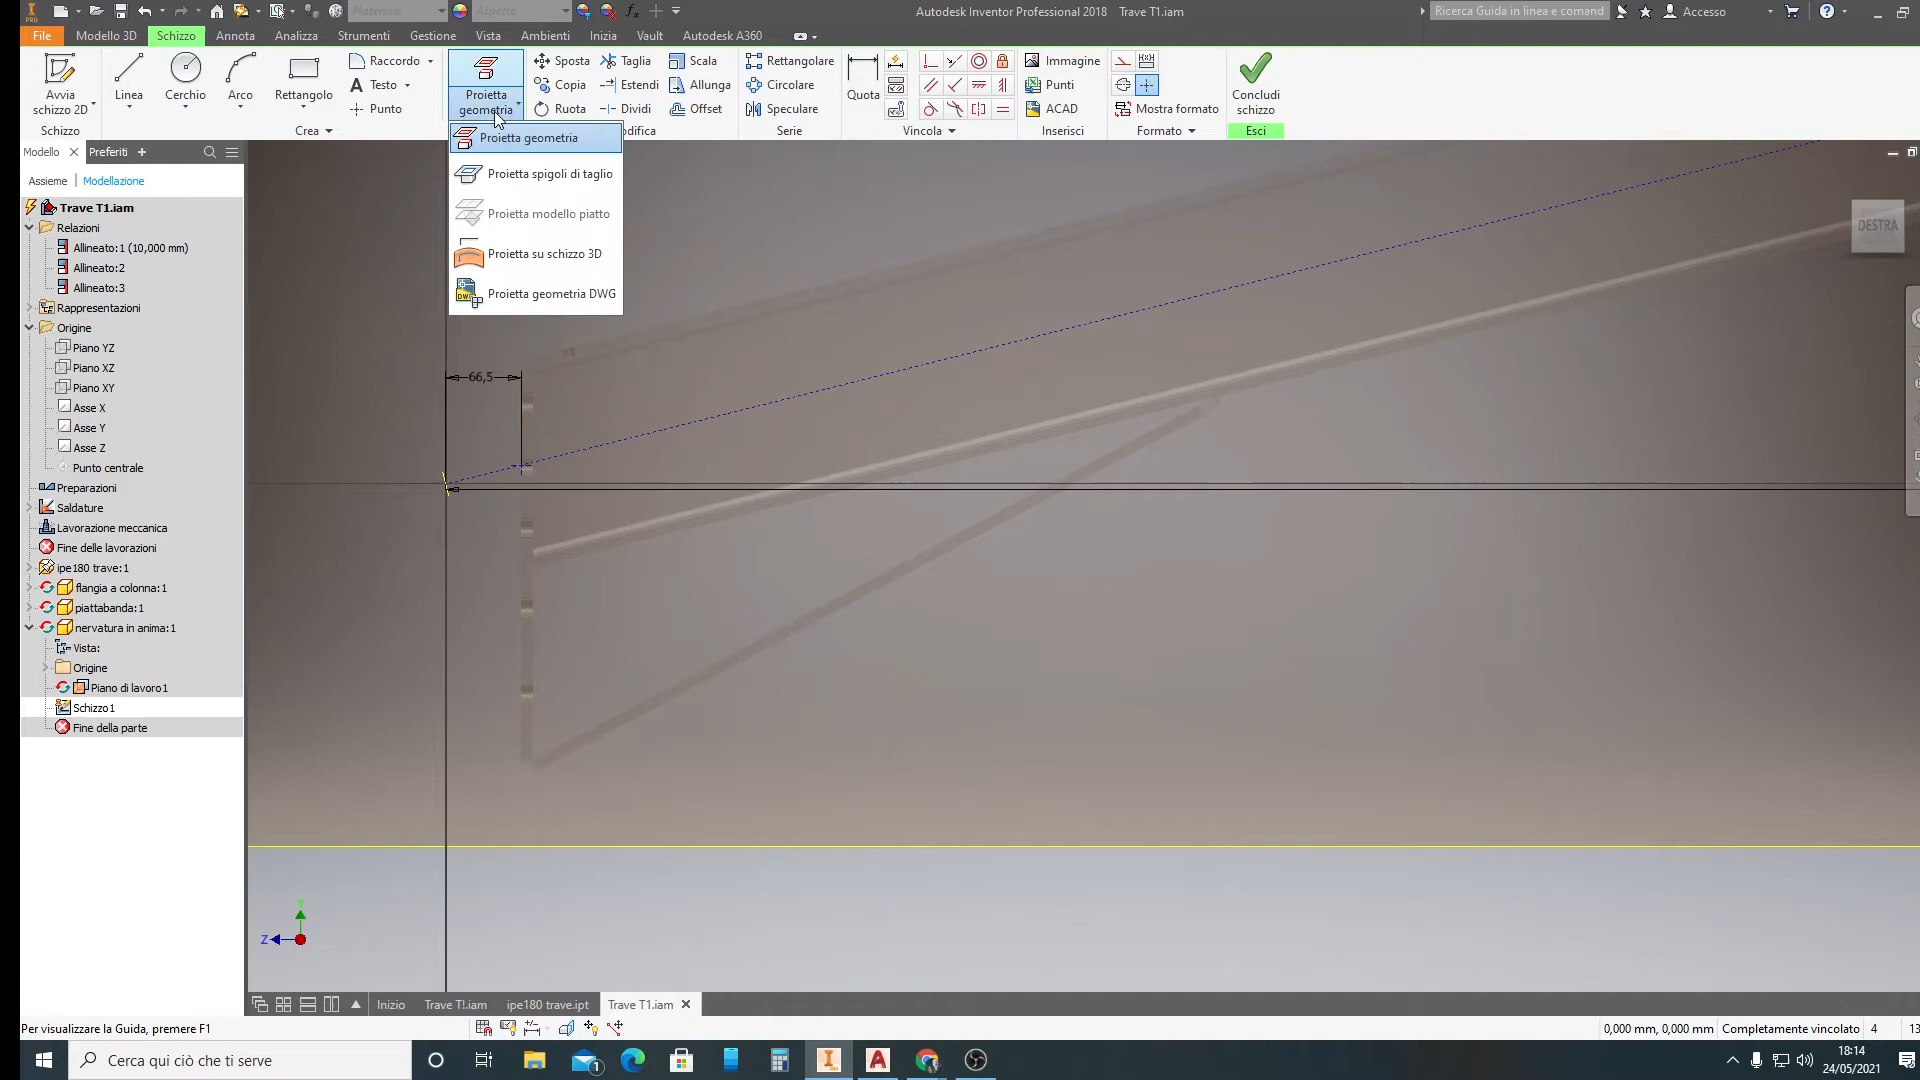 PRO
Materiale
Aspetto
Autodesk Inventor Professional 2018 Trave T1.iam
Ricerca Guida in linea e comand
Accesso
File Modello 3D Schizzo Annota Analizza Strumenti Gestione Vista Ambienti Inizia Vault Autodesk A360
Avvia
schizzo 2D
Linea
Cerchio
Arco
Rettangolo
Raccordo
Testo
Punto
Proietta
geometria
Sposta
Copia
Ruota
Taglia
Estendi
Dividi
Scala
Allunga
Offset
Rettangolare
Circolare
Speculare
Quota
Immagine
Punti
ACAD
Mostra formato
Concludi
schizzo
Schizzo
Crea
odifica
Serie
Vincola
Inserisci
Formato
Esci
Proietta geometria
Proietta spigoli di taglio
Proietta modello piatto
Proietta su schizzo 3D
DWG
Proietta geometria DWG
Modello
Preferiti
Assieme
Modellazione
Trave T1.iam
Relazioni
Allineato:1 (10,000 mm)
Allineato:2
Allineato:3
Rappresentazioni
Origine
Piano YZ
Piano XZ
Piano XY
Asse X
Asse Y
Asse Z
Punto centrale
Preparazioni
Saldature
Lavorazione meccanica
Fine delle lavorazioni
ipe180 trave:1
flangia a colonna:1
piattabanda:1
nervatura in anima:1
Vista:
Origine
Piano di lavoro1
Schizzo1
Fine della parte
DESTRA
66,5
Y
Z
Inizio
Trave T!.iam
ipe180 trave.ipt
Trave T1.iam
Per visualizzare la Guida, premere F1
0,000 mm, 0,000 mm
Completamente vincolato
4
13
Cerca qui ciò che ti serve
1
18:14
24/05/2021